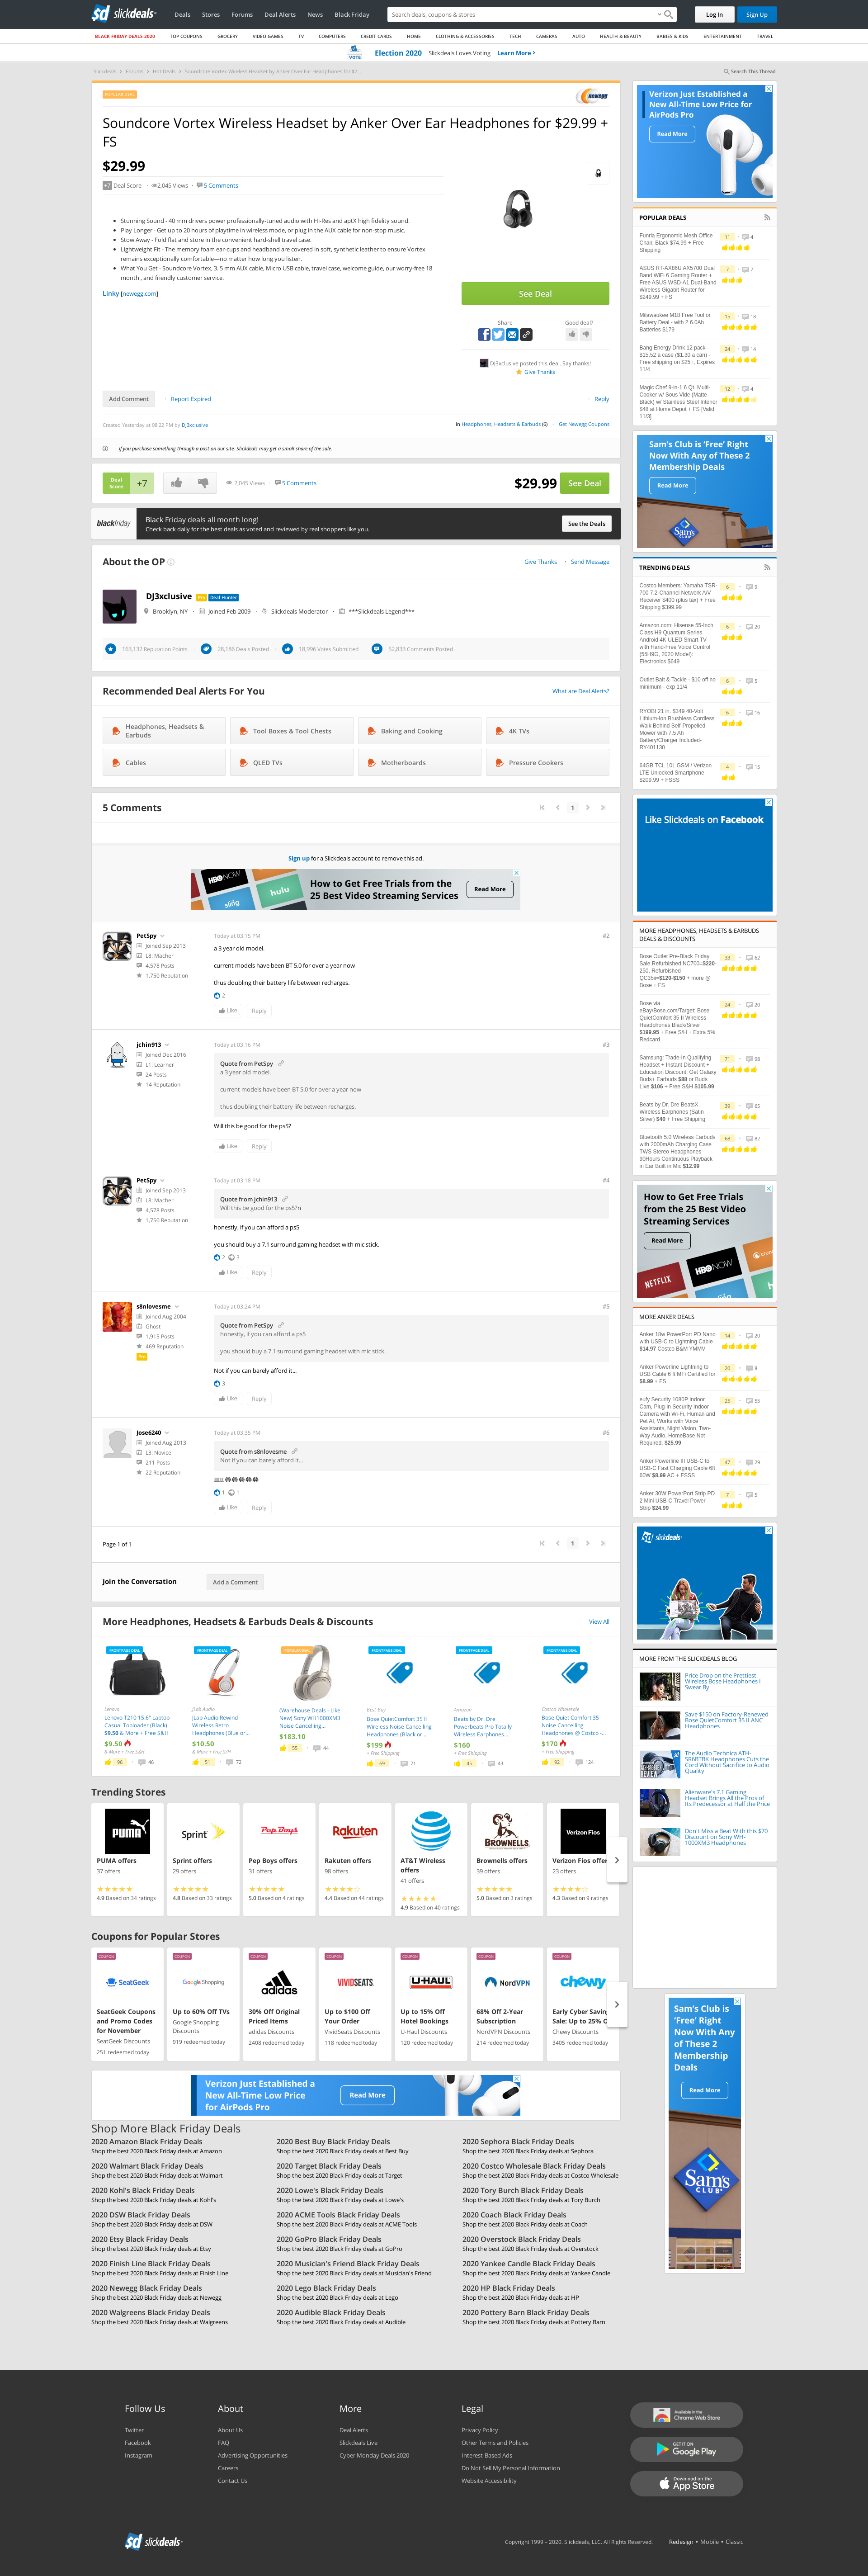 slickdeals
Deals Stores Forums Deal Alerts News Black Friday
Search deals, coupons & stores
Log In Sign Up
BLACK FRIDAY DEALS 2020 TOP COUPONS GROCERY VIDEO GAMES TV COMPUTERS CREDIT CARDS HOME CLOTHING & ACCESSORIES TECH CAMERAS AUTO HEALTH & BEAUTY BABIES & KIDS ENTERTAINMENT TRAVEL
VOTE Election 2020 Slickdeals Loves Voting Learn More
Slickdeals Forums Hot Deals Soundcore Vortex Wireless Headset by Anker Over Ear Headphones for $2...
Search This Thread
POPULAR DEAL
newegg
Soundcore Vortex Wireless Headset by Anker Over Ear Headphones for $29.99 +
FS
$29.99
+7 Deal Score 2,045 Views 5 Comments
Stunning Sound - 40 mm drivers power professionally-tuned audio with Hi-Res and aptX high fidelity sound.
Play Longer - Get up to 20 hours of playtime in wireless mode, or plug in the AUX cable for non-stop music.
Stow Away - Fold flat and store in the convenient hard-shell travel case.
Lightweight Fit - The memory foam ear-cups and headband are covered in soft, synthetic leather to ensure Vortex
remains exceptionally comfortable—no matter how long you listen.
What You Get - Soundcore Vortex, 3. 5 mm AUX cable, Micro USB cable, travel case, welcome guide, our worry-free 18
month , and friendly customer service.
Linky [newegg.com]
See Deal
Share Good deal?
DJ3xclusive posted this deal. Say thanks!
Give Thanks
Add Comment Report Expired Reply
Created Yesterday at 08:22 PM by DJ3xclusive
in Headphones, Headsets & Earbuds (6) Get Newegg Coupons
If you purchase something through a post on our site, Slickdeals may get a small share of the sale.
Deal
Score +7 2,045 Views 5 Comments $29.99 See Deal
blackfriday
Black Friday deals all month long!
Check back daily for the best deals as voted and reviewed by real shoppers like you.
See the Deals
About the OP Give Thanks Send Message
DJ3xclusive Pro Deal Hunter
Brooklyn, NY Joined Feb 2009 Slickdeals Moderator ***Slickdeals Legend***
163,132 Reputation Points 28,186 Deals Posted 18,996 Votes Submitted 52,833 Comments Posted
Recommended Deal Alerts For You What are Deal Alerts?
Headphones, Headsets &
Earbuds
Tool Boxes & Tool Chests Baking and Cooking 4K TVs
Cables QLED TVs Motherboards Pressure Cookers
5 Comments 1
Sign up for a Slickdeals account to remove this ad.
HBO NOW hulu sling
How to Get Free Trials from the
25 Best Video Streaming Services
Read More
PetSpy
Joined Sep 2013
L8: Macher
4,578 Posts
1,750 Reputation
Today at 03:15 PM #2
a 3 year old model.
current models have been BT 5.0 for over a year now
thus doubling their battery life between recharges.
2
Like Reply
jchin913
Joined Dec 2016
L1: Learner
24 Posts
14 Reputation
Today at 03:16 PM #3
Quote from PetSpy
a 3 year old model.
current models have been BT 5.0 for over a year now
thus doubling their battery life between recharges.
Will this be good for the ps5?
Like Reply
PetSpy
Joined Sep 2013
L8: Macher
4,578 Posts
1,750 Reputation
Today at 03:18 PM #4
Quote from jchin913
Will this be good for the ps5?n
honestly, if you can afford a ps5
you should buy a 7.1 surround gaming headset with mic stick.
2 3
Like Reply
s8nlovesme
Joined Aug 2004
Ghost
1,915 Posts
469 Reputation
Pro
Today at 03:24 PM #5
Quote from PetSpy
honestly, if you can afford a ps5
you should buy a 7.1 surround gaming headset with mic stick.
Not if you can barely afford it...
3
Like Reply
Jose6240
Joined Aug 2013
L3: Novice
211 Posts
22 Reputation
Today at 03:35 PM #6
Quote from s8nlovesme
Not if you can barely afford it...
1 1
Like Reply
Page 1 of 1 1
Join the Conversation Add a Comment
More Headphones, Headsets & Earbuds Deals & Discounts View All
FRONTPAGE DEAL
Lenovo
Lenovo T210 15.6" Laptop
Casual Toploader (Black)
$9.50 & More + Free S&H
$9.50
& More + Free S&H
96 46
FRONTPAGE DEAL
JLab Audio
JLab Audio Rewind
Wireless Retro
Headphones (Blue or...
$10.50
& More + Free S/H
51 72
POPULAR DEAL
(Warehouse Deals - Like
New) Sony WH1000XM3
Noise Cancelling...
$183.10
55 44
FRONTPAGE DEAL
Best Buy
Bose QuietComfort 35 II
Wireless Noise Cancelling
Headphones (Black or...
$199
+ Free Shipping
69 71
FRONTPAGE DEAL
Amazon
Beats by Dr. Dre
Powerbeats Pro Totally
Wireless Earphones...
$160
+ Free Shipping
45 43
FRONTPAGE DEAL
Costco Wholesale
Bose Quiet Comfort 35
Noise Cancelling
Headphones @ Costco -...
$170
+ Free Shipping
92 124
Trending Stores
PUMA
PUMA offers
37 offers
4.9 Based on 34 ratings
Sprint
Sprint offers
29 offers
4.8 Based on 33 ratings
Pep Boys
Pep Boys offers
31 offers
5.0 Based on 4 ratings
Rakuten
Rakuten offers
98 offers
4.4 Based on 44 ratings
AT&T Wireless
offers
41 offers
4.9 Based on 40 ratings
BROWNELLS
Brownells offers
39 offers
5.0 Based on 3 ratings
Verizon Fios
Verizon Fios offer
23 offers
4.3 Based on 9 ratings
Coupons for Popular Stores
COUPON
SeatGeek
SeatGeek Coupons
and Promo Codes
for November
SeatGeek Discounts
251 redeemed today
COUPON
Google Shopping
Up to 60% Off TVs
Google Shopping
Discounts
919 redeemed today
COUPON
adidas
30% Off Original
Priced Items
adidas Discounts
2408 redeemed today
COUPON
VIVIDSEATS
Up to $100 Off
Your Order
VividSeats Discounts
118 redeemed today
COUPON
U-HAUL
Up to 15% Off
Hotel Bookings
U-Haul Discounts
120 redeemed today
COUPON
NordVPN
68% Off 2-Year
Subscription
NordVPN Discounts
214 redeemed today
COUPON
chewy
Early Cyber Saving
Sale: Up to 25% O
Chewy Discounts
3405 redeemed today
Verizon Just Established a
New All-Time Low Price
for AirPods Pro
Read More
Shop More Black Friday Deals
2020 Amazon Black Friday Deals
Shop the best 2020 Black Friday deals at Amazon
2020 Best Buy Black Friday Deals
Shop the best 2020 Black Friday deals at Best Buy
2020 Sephora Black Friday Deals
Shop the best 2020 Black Friday deals at Sephora
2020 Walmart Black Friday Deals
Shop the best 2020 Black Friday deals at Walmart
2020 Target Black Friday Deals
Shop the best 2020 Black Friday deals at Target
2020 Costco Wholesale Black Friday Deals
Shop the best 2020 Black Friday deals at Costco Wholesale
2020 Kohl's Black Friday Deals
Shop the best 2020 Black Friday deals at Kohl's
2020 Lowe's Black Friday Deals
Shop the best 2020 Black Friday deals at Lowe's
2020 Tory Burch Black Friday Deals
Shop the best 2020 Black Friday deals at Tory Burch
2020 DSW Black Friday Deals
Shop the best 2020 Black Friday deals at DSW
2020 ACME Tools Black Friday Deals
Shop the best 2020 Black Friday deals at ACME Tools
2020 Coach Black Friday Deals
Shop the best 2020 Black Friday deals at Coach
2020 Etsy Black Friday Deals
Shop the best 2020 Black Friday deals at Etsy
2020 GoPro Black Friday Deals
Shop the best 2020 Black Friday deals at GoPro
2020 Overstock Black Friday Deals
Shop the best 2020 Black Friday deals at Overstock
2020 Finish Line Black Friday Deals
Shop the best 2020 Black Friday deals at Finish Line
2020 Musician's Friend Black Friday Deals
Shop the best 2020 Black Friday deals at Musician's Friend
2020 Yankee Candle Black Friday Deals
Shop the best 2020 Black Friday deals at Yankee Candle
2020 Newegg Black Friday Deals
Shop the best 2020 Black Friday deals at Newegg
2020 Lego Black Friday Deals
Shop the best 2020 Black Friday deals at Lego
2020 HP Black Friday Deals
Shop the best 2020 Black Friday deals at HP
2020 Walgreens Black Friday Deals
Shop the best 2020 Black Friday deals at Walgreens
2020 Audible Black Friday Deals
Shop the best 2020 Black Friday deals at Audible
2020 Pottery Barn Black Friday Deals
Shop the best 2020 Black Friday deals at Pottery Barn
Verizon Just Established a
New All-Time Low Price for
AirPods Pro
Read More
POPULAR DEALS
Funria Ergonomic Mesh Office
Chair, Black $74.99 + Free
Shipping
11 4
ASUS RT-AX86U AX5700 Dual
Band WiFi 6 Gaming Router +
Free ASUS WSD-A1 Dual-Band
Wireless Gigabit Router for
$249.99 + FS
7 7
Milwaukee M18 Free Tool or
Battery Deal - with 2 6.0Ah
Batteries $179
15 18
Bang Energy Drink 12 pack -
$15.52 a case ($1.30 a can) -
Free shipping on $25+, Expires
11/4
24 14
Magic Chef 9-in-1 6 Qt. Multi-
Cooker w/ Sous Vide (Matte
Black) or Stainless Steel Interior
$48 at Home Depot + FS [Valid
11/3]
12 4
Sam's Club is 'Free' Right
Now With Any of These 2
Membership Deals
Read More
Sam's
CLUB
TRENDING DEALS
Costco Members: Yamaha TSR-
700 7.2-Channel Network A/V
Receiver $400 (plus tax) + Free
Shipping $399.99
5 9
Amazon.com: Hisense 55-Inch
Class H9 Quantum Series
Android 4K ULED Smart TV
with Hand-Free Voice Control
(55H9G, 2020 Model):
Electronics $649
5 20
Outlet Bait & Tackle - $10 off no
minimum - exp 11/4
6 5
RYOBI 21 in. $349 40-Volt
Lithium-Ion Brushless Cordless
Walk Behind Self-Propelled
Mower with 7.5 Ah
Battery/Charger Included-
RY401130
6 16
64GB TCL 10L GSM / Verizon
LTE Unlocked Smartphone
$209.99 + FSSS
4 15
Like Slickdeals on Facebook
MORE HEADPHONES, HEADSETS & EARBUDS
DEALS & DISCOUNTS
Bose Outlet Pre-Black Friday
Sale Refurbished NC700=$220-
250, Refurbished
QC35ii=$120-$150 + more @
Bose + FS
33 62
Bose via
eBay/Bose.com/Target: Bose
QuietComfort 35 II Wireless
Headphones Black/Silver
$199.95 + Free S/H + Extra 5%
Redcard
24 20
Samsung: Trade-In Qualifying
Headset + Instant Discount +
Education Discount, Get Galaxy
Buds+ Earbuds $88 or Buds
Live $106 + Free S&H $105.99
71 98
Beats by Dr. Dre BeatsX
Wireless Earphones (Satin
Silver) $40 + Free Shipping
39 65
Bluetooth 5.0 Wireless Earbuds
with 2000mAh Charging Case
TWS Stereo Headphones
90Hours Continuous Playback
in Ear Built in Mic $12.99
68 82
How to Get Free Trials
from the 25 Best Video
Streaming Services
Read More
NETFLIX HBO NOW hulu sling
MORE ANKER DEALS
Anker 18w PowerPort PD Nano
with USB-C to Lightning Cable
$14.97 Costco B&M YMMV
14 20
Anker Powerline Lightning to
USB Cable 6 ft MFi Certified for
$8.99 + FS
20 8
eufy Security 1080P Indoor
Cam, Plug-in Security Indoor
Camera with Wi-Fi, Human and
Pet AI, Works with Voice
Assistants, Night Vision, Two-
Way Audio, HomeBase Not
Required. $25.99
25 55
Anker Powerline III USB-C to
USB-C Fast Charging Cable 6ft
60W $8.99 AC + FSSS
47 29
Anker 30W PowerPort Strip PD
2 Mini USB-C Travel Power
Strip $24.99
7 5
slickdeals
MORE FROM THE SLICKDEALS BLOG
Price Drop on the Prettiest
Wireless Bose Headphones I
Swear By
Save $150 on Factory-Renewed
Bose QuietComfort 35 II ANC
Headphones
The Audio Technica ATH-
SR6BTBK Headphones Cuts the
Cord Without Sacrifice to Audio
Quality
Alienware's 7.1 Gaming
Headset Brings All the Pros of
Its Predecessor at Half the Price
Don't Miss a Beat With this $70
Discount on Sony WH-
1000XM3 Headphones
Sam's Club is
'Free' Right
Now With Any
of These 2
Membership
Deals
Read More
Sam's
CLUB
Follow Us
Twitter
Facebook
Instagram
About
About Us
FAQ
Advertising Opportunities
Careers
Contact Us
More
Deal Alerts
Slickdeals Live
Cyber Monday Deals 2020
Legal
Privacy Policy
Other Terms and Policies
Interest-Based Ads
Do Not Sell My Personal Information
Website Accessibility
Available in the
Chrome Web Store
GET IT ON
Google Play
Download on the
App Store
slickdeals
Copyright 1999 – 2020. Slickdeals, LLC. All Rights Reserved. Redesign • Mobile • Classic